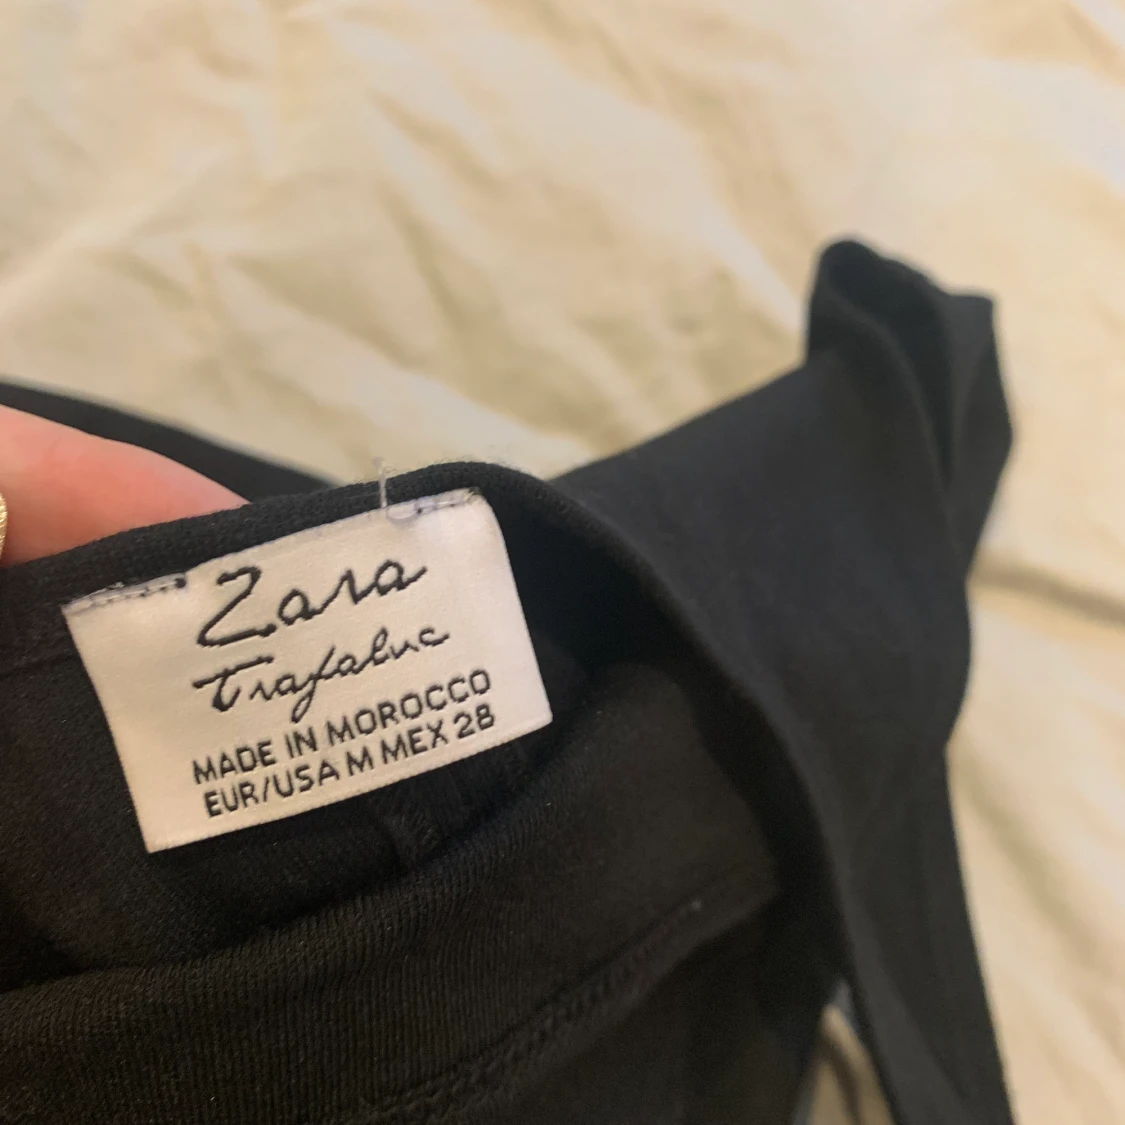 Zara
Trafaluc
MADE IN MOROCCO
EUR/USA M MEX 28